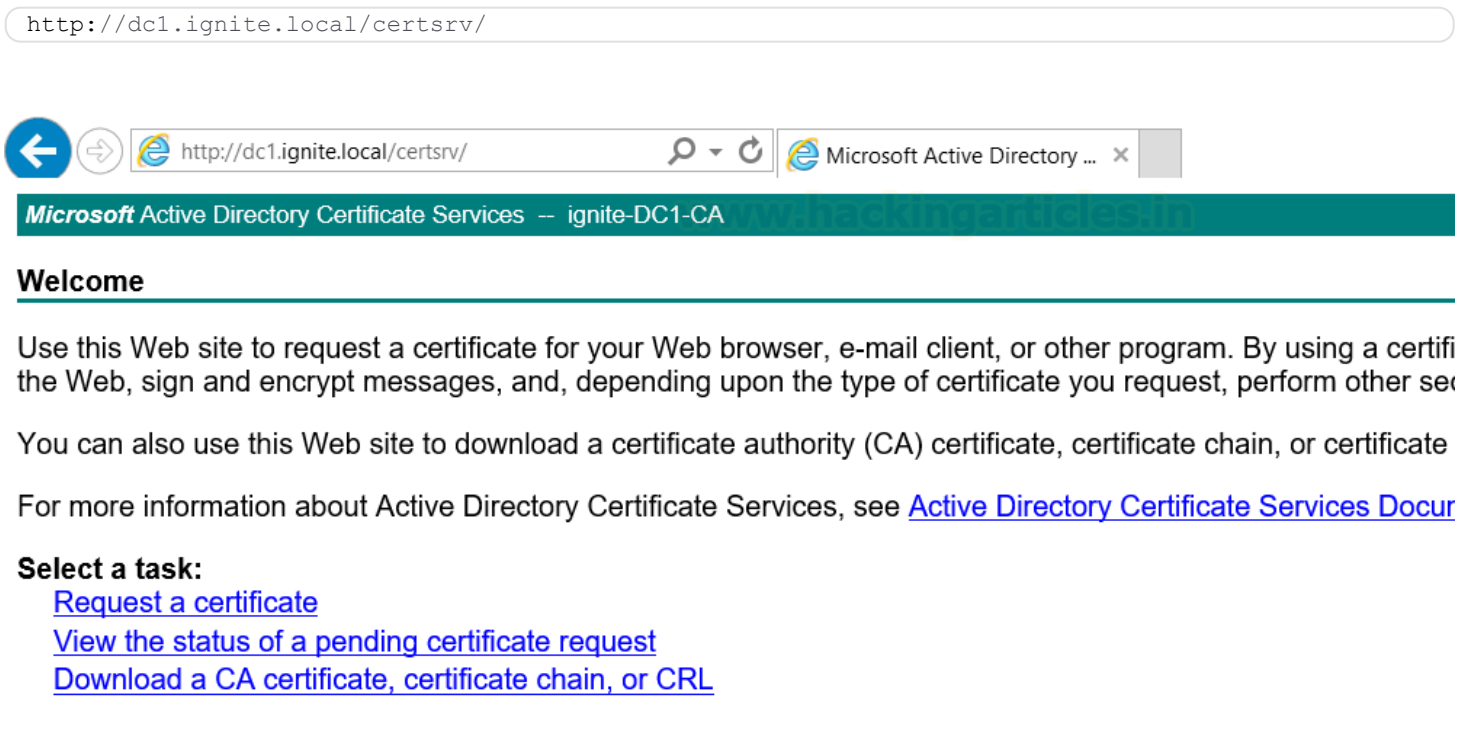 http://dc1.ignite.local/certsrv/
http://dc1.ignite.local/certsrv/ Microsoft Active Directory ...
Microsoft Active Directory Certificate Services -- ignite-DC1-CA www.hackingarticles.in
Welcome
Use this Web site to request a certificate for your Web browser, e-mail client, or other program. By using a certifi
the Web, sign and encrypt messages, and, depending upon the type of certificate you request, perform other sec
You can also use this Web site to download a certificate authority (CA) certificate, certificate chain, or certificate
For more information about Active Directory Certificate Services, see Active Directory Certificate Services Docum
Select a task:
Request a certificate
View the status of a pending certificate request
Download a CA certificate, certificate chain, or CRL